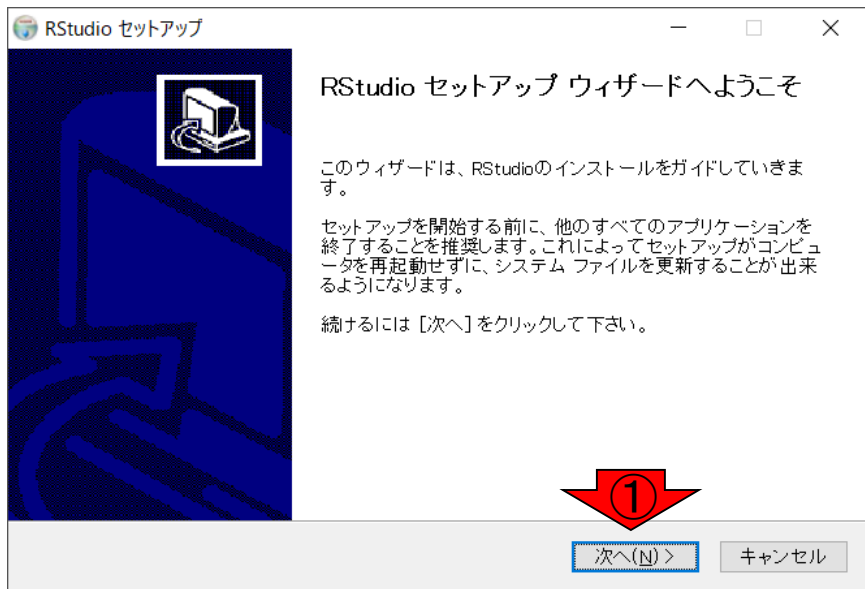 RStudio セットアップ
RStudio セットアップ ウィザードへようこそ
このウィザードは、RStudioのインストールをガイドしていきま
す。
セットアップを開始する前に、他のすべてのアプリケーションを
終了することを推奨します。これによってセットアップがコンピュ
ータを再起動せずに、システム ファイルを更新することが出来
るようになります。
続けるには [次へ] をクリックして下さい。
①
次へ(N) >
キャンセル